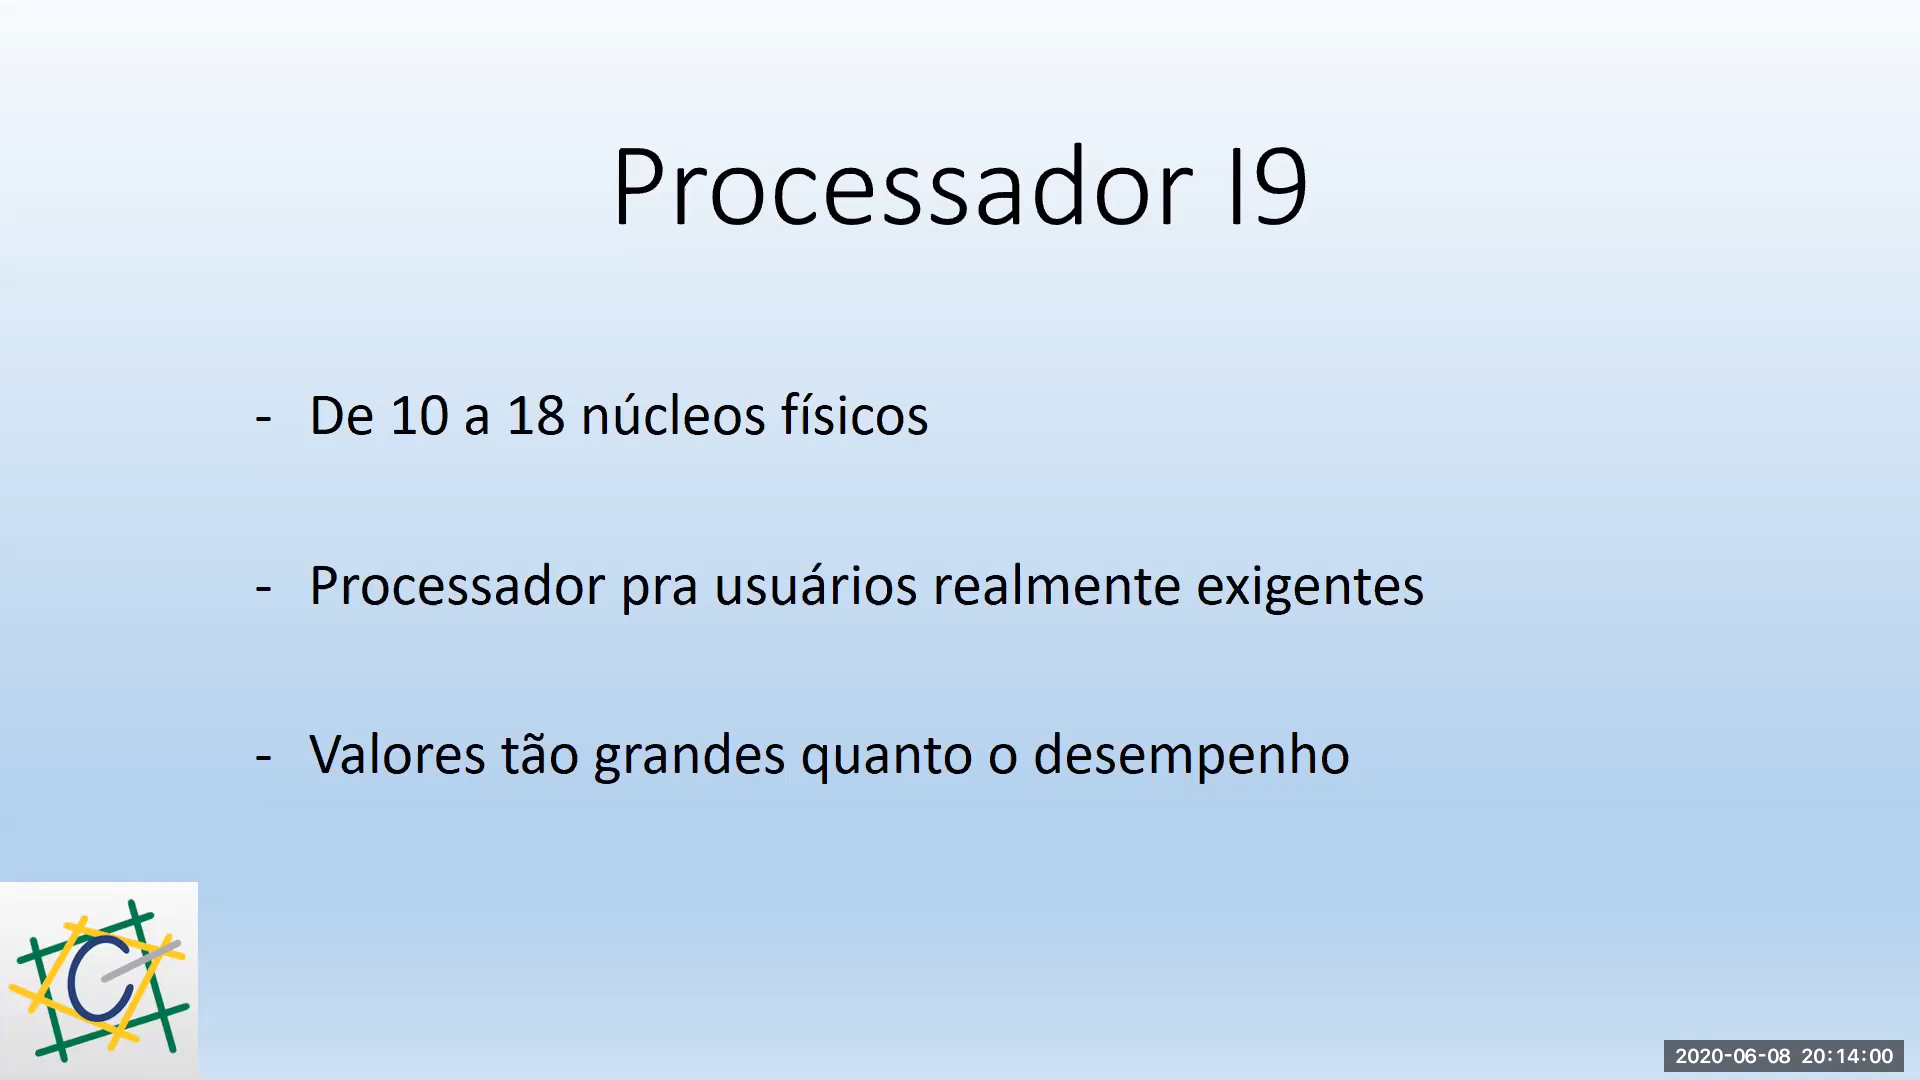 Processador I9
- De 10 a 18 núcleos físicos
- Processador pra usuários realmente exigentes
- Valores tão grandes quanto o desempenho
2020-06-08 20:14:00